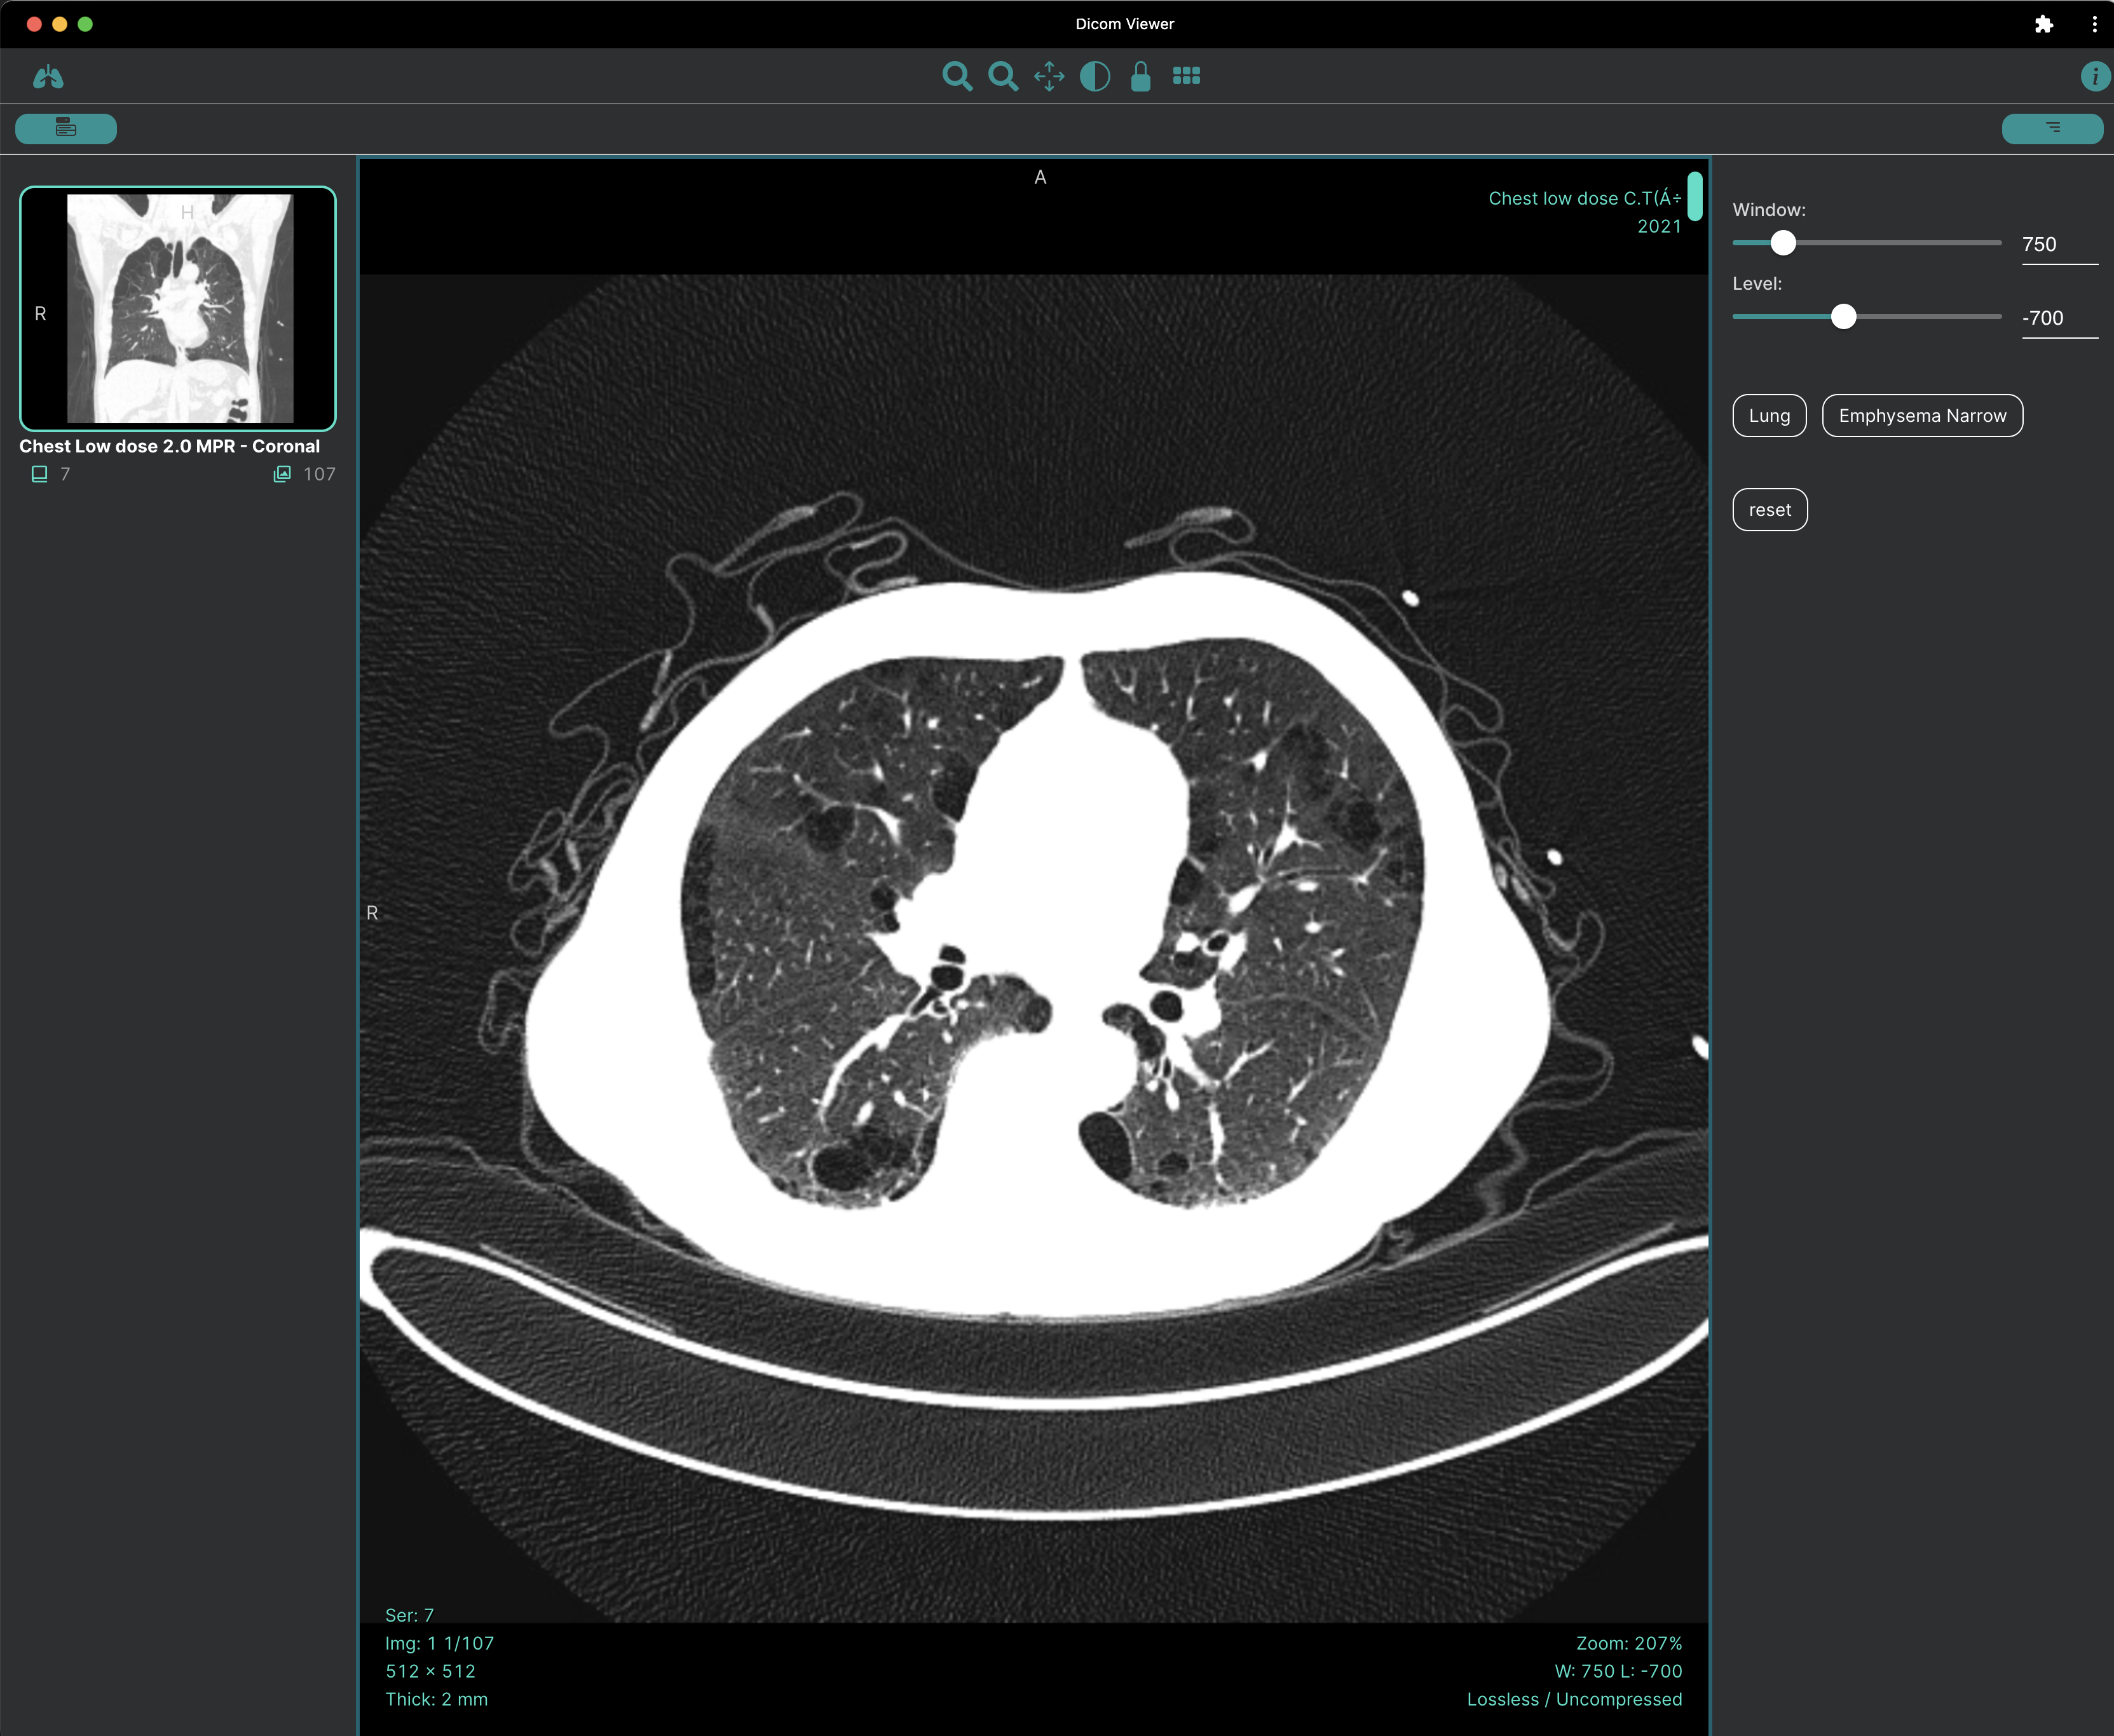 Dicom Viewer
H
R
Chest Low dose 2.0 MPR - Coronal
7
107
A
Chest low dose C.T(Á÷
2021
R
Ser: 7
Img: 1 1/107
512 × 512
Thick: 2 mm
Zoom: 207%
W: 750 L: -700
Lossless / Uncompressed
Window:
750
Level:
-700
Lung
Emphysema Narrow
reset